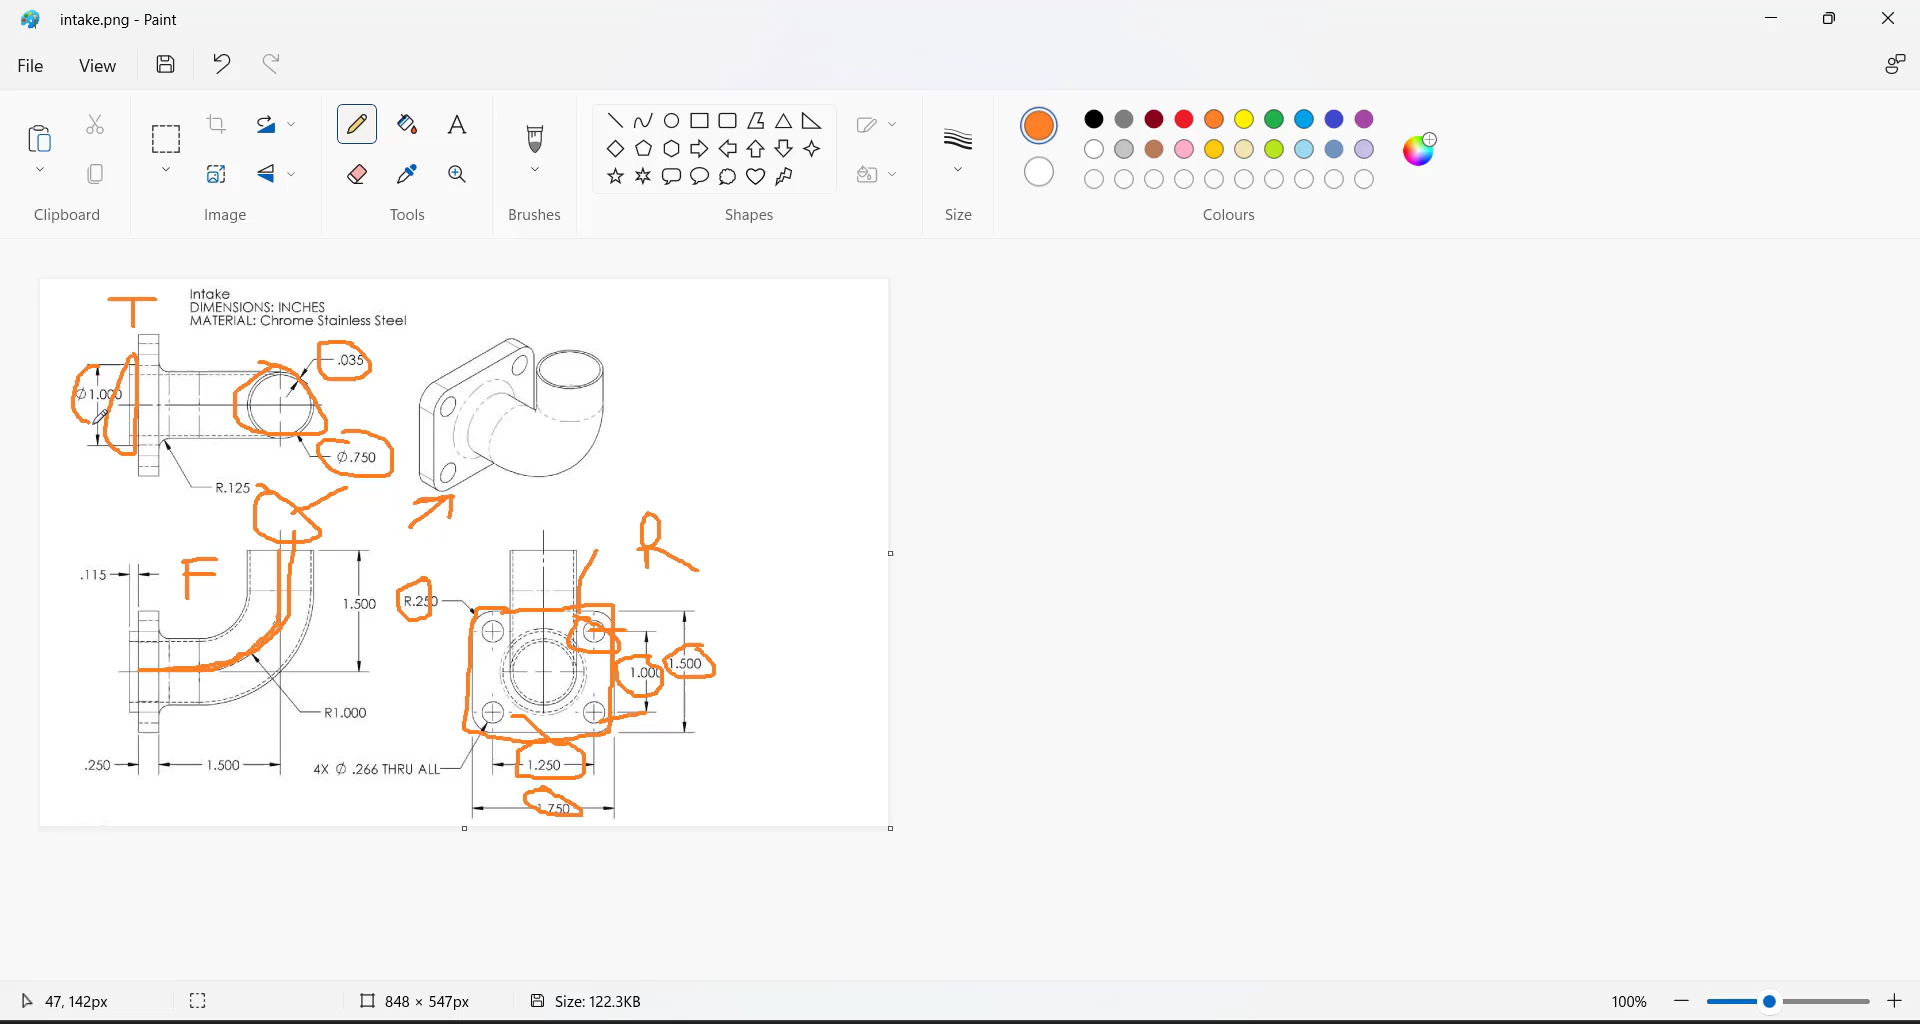 intake.png - Paint
File
View
Clipboard
Image
Tools
Brushes
Shapes
Size
Colours
T
Intake
DIMENSIONS: INCHES
MATERIAL: Chrome Stainless Steel
.035
Ø 1.000
Ø.750
R.125
R
F
.115
1.500
R.250
1.000
1.500
R1.000
.250
1.500
4X Ø .266 THRU ALL
1.250
1.750
47, 142px
848 × 547px
Size: 122.3KB
100%